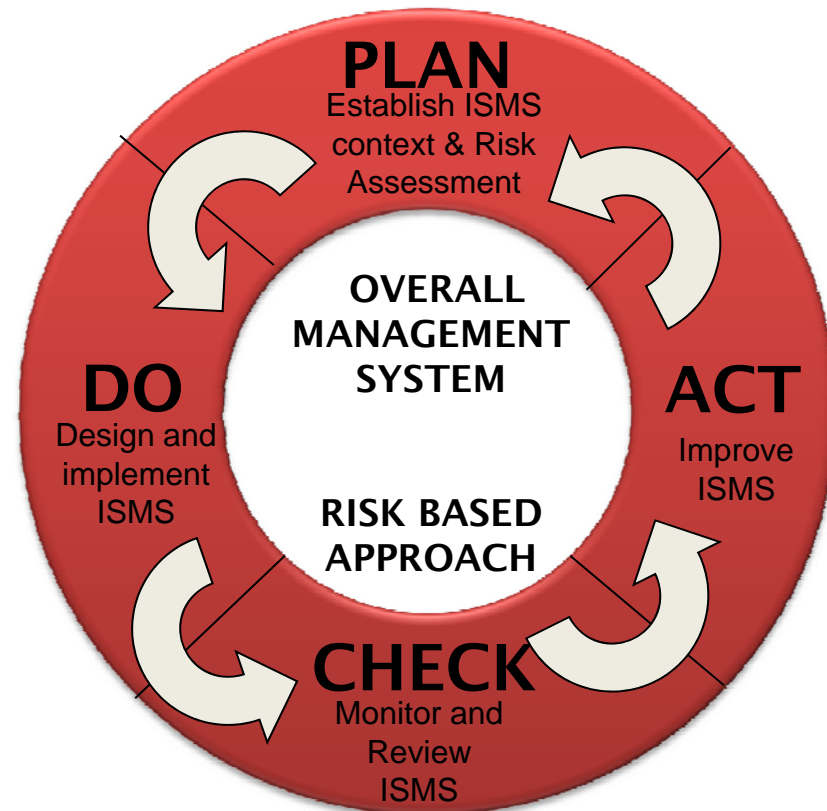 PLAN
Establish ISMS
context & Risk
Assessment
OVERALL
MANAGEMENT
SYSTEM
DO
Design and
implement
ISMS
ACT
Improve
ISMS
RISK BASED
APPROACH
CHECK
Monitor and
Review
ISMS